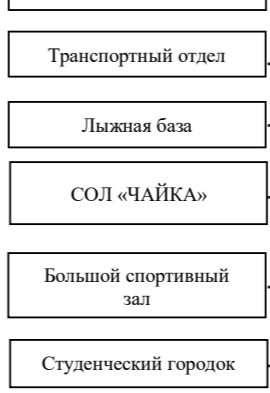 Транспортный отдел
Лыжная база
СОЛ «ЧАЙКА»
Большой спортивный
зал
Студенческий городок